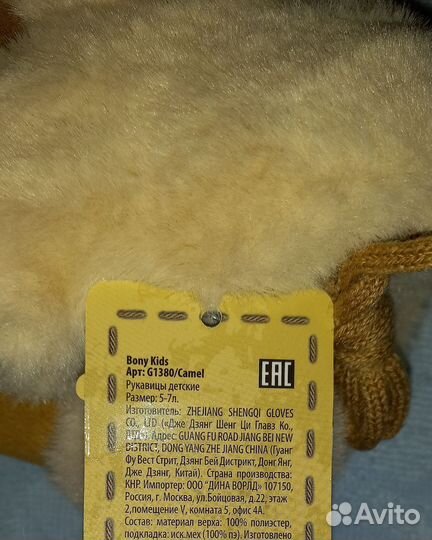 Bony Kids
Арт: G1380/Camel
EAC
Рукавицы детские
Размер: 5-7л.
Изготовитель: ZHEJIANG SHENGQI GLOVES
CO., LTD («Дже Дзянг Шенг Ци Главз Ко.,
Адрес: GUANG FU ROAD JIANG BEI NEW
DISTRICT, DONG YANG ZHE JIANG CHINA (Гуанг
Фу Вест Стрит, Дзянг Бей Дистрикт, Донг Янг,
Дже Дзянг, Китай). Страна производства:
КНР. Импортер: ООО "ДИНА ВОРЛД" 107150,
Россия, г. Москва, ул.Бойцовая, д.22, этаж
2,помещение V, комната 5, офис 4А.
Состав: материал верха: 100% полиэстер,
подкладка: иск.мех (100% пэ).
Avito